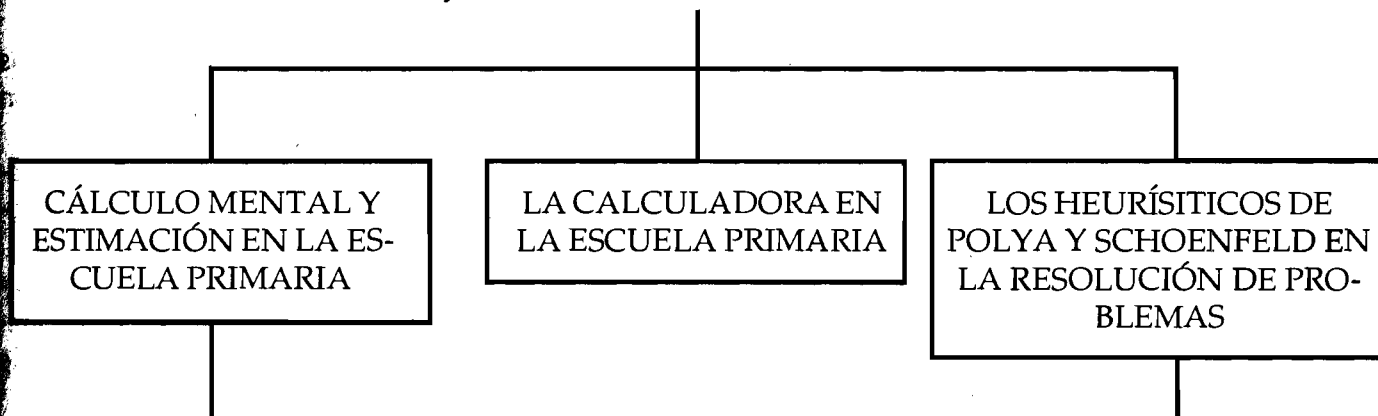 CÁLCULO MENTAL Y
ESTIMACIÓN EN LA ES-
CUELA PRIMARIA
LA CALCULADORA EN
LA ESCUELA PRIMARIA
LOS HEURÍSITICOS DE
POLYA Y SCHOENFELD EN
LA RESOLUCIÓN DE PRO-
BLEMAS